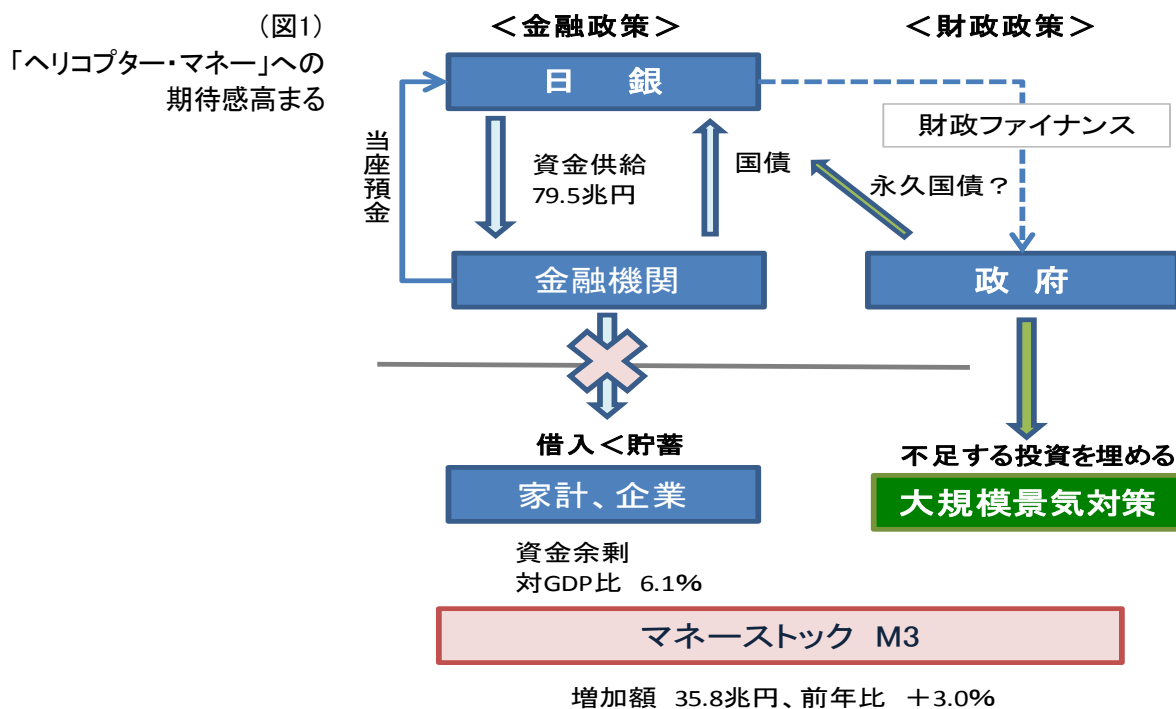 (図1)
「ヘリコプター・マネー」への
期待感高まる
＜金融政策＞
＜財政政策＞
日 銀
財政ファイナンス
当座預金
資金供給
79.5兆円
国債
永久国債？
金融機関
政 府
借入＜貯蓄
家計、企業
不足する投資を埋める
大規模景気対策
資金余剰
対GDP比 6.1%
マネーストック M3
増加額 35.8兆円、前年比 ＋3.0%